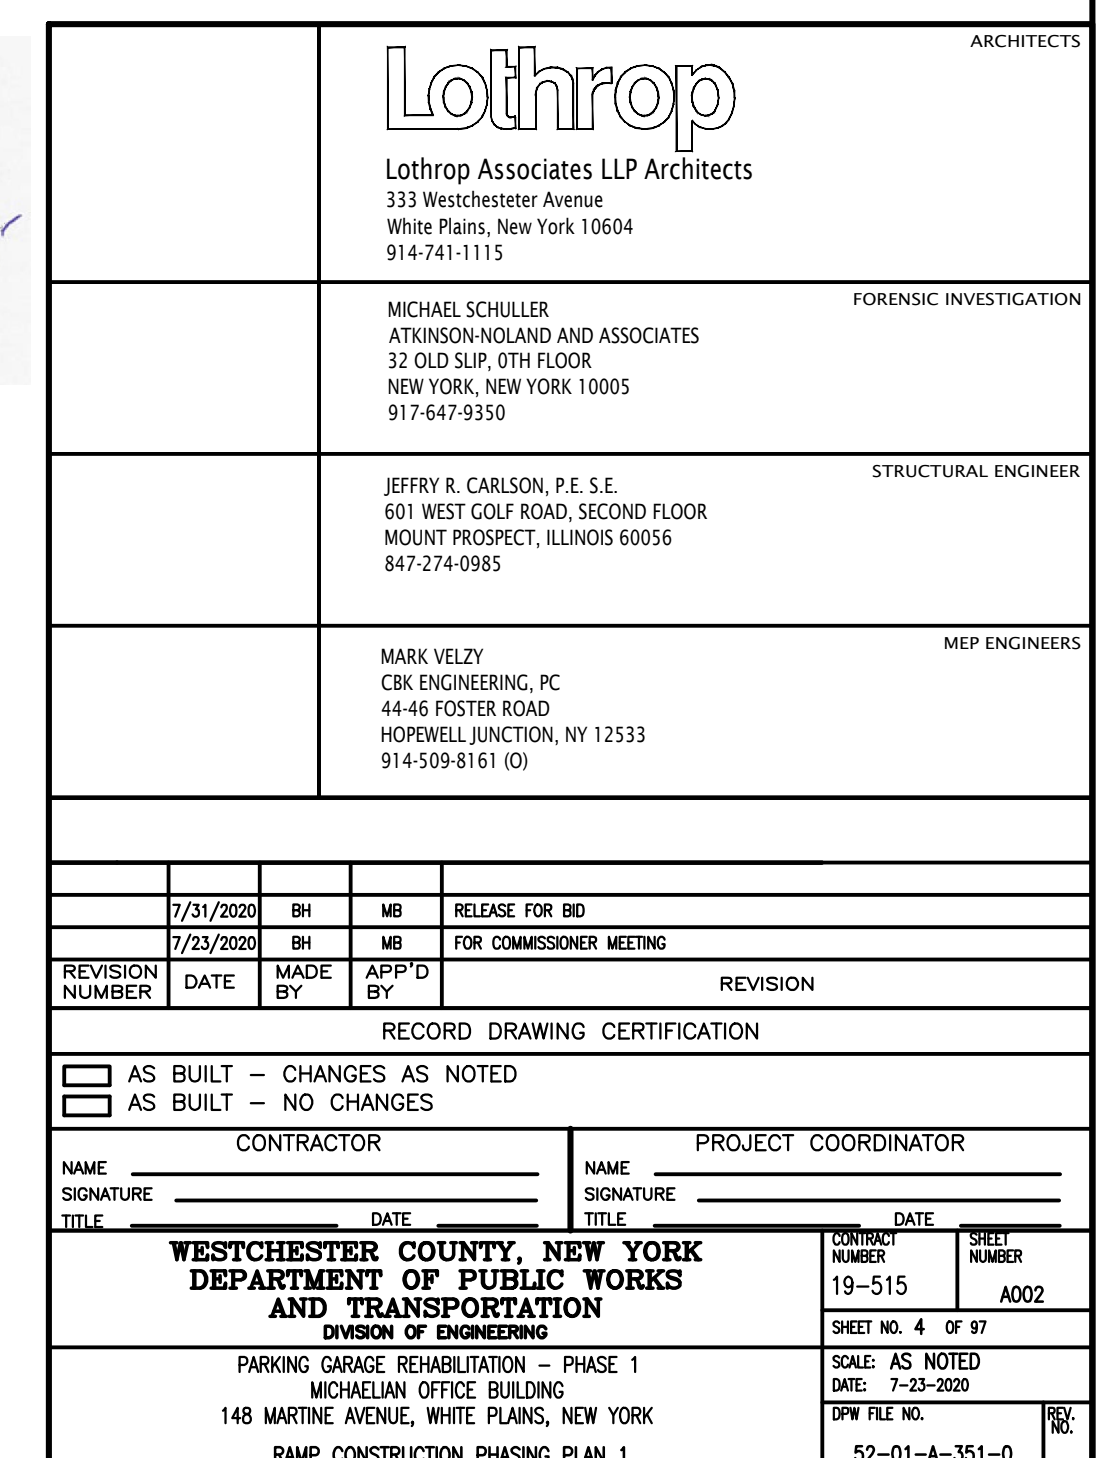 ARCHITECTS
Lothrop
Lothrop Associates LLP Architects
333 Westchesteter Avenue
White Plains, New York 10604
914-741-1115
FORENSIC INVESTIGATION
MICHAEL SCHULLER
ATKINSON-NOLAND AND ASSOCIATES
32 OLD SLIP, 0TH FLOOR
NEW YORK, NEW YORK 10005
917-647-9350
STRUCTURAL ENGINEER
JEFFRY R. CARLSON, P.E. S.E.
601 WEST GOLF ROAD, SECOND FLOOR
MOUNT PROSPECT, ILLINOIS 60056
847-274-0985
MEP ENGINEERS
MARK VELZY
CBK ENGINEERING, PC
44-46 FOSTER ROAD
HOPEWELL JUNCTION, NY 12533
914-509-8161 (O)
7/31/2020 BH MB RELEASE FOR BID
7/23/2020 BH MB FOR COMMISSIONER MEETING
REVISION NUMBER DATE MADE BY APP'D BY REVISION
RECORD DRAWING CERTIFICATION
AS BUILT – CHANGES AS NOTED
AS BUILT – NO CHANGES
CONTRACTOR
NAME
SIGNATURE
TITLE DATE
PROJECT COORDINATOR
NAME
SIGNATURE
TITLE DATE
WESTCHESTER COUNTY, NEW YORK
DEPARTMENT OF PUBLIC WORKS
AND TRANSPORTATION
DIVISION OF ENGINEERING
CONTRACT NUMBER
19–515
SHEET NUMBER
A002
SHEET NO. 4 OF 97
PARKING GARAGE REHABILITATION – PHASE 1
MICHAELIAN OFFICE BUILDING
148 MARTINE AVENUE, WHITE PLAINS, NEW YORK
RAMP CONSTRUCTION PHASING PLAN 1
SCALE: AS NOTED
DATE: 7–23–2020
DPW FILE NO.
52–01–A–351–0
REV. NO.